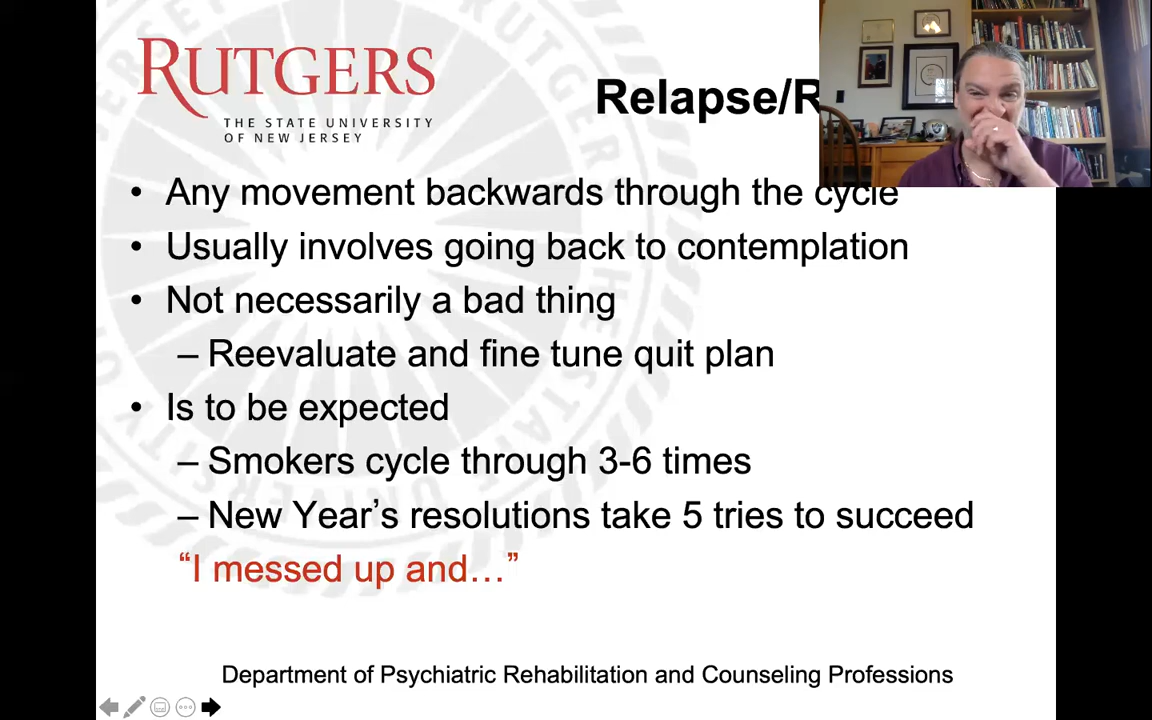 RUTGERS
THE STATE UNIVERSITY
OF NEW JERSEY
Relapse/R
• Any movement backwards through the cycle
• Usually involves going back to contemplation
• Not necessarily a bad thing
– Reevaluate and fine tune quit plan
• Is to be expected
– Smokers cycle through 3-6 times
– New Year’s resolutions take 5 tries to succeed
“I messed up and…”
Department of Psychiatric Rehabilitation and Counseling Professions